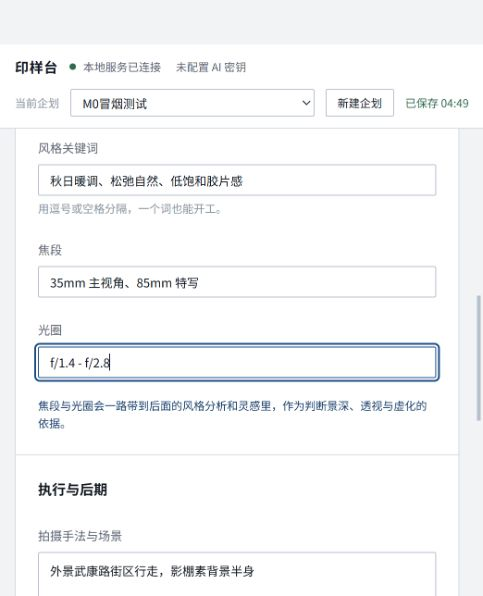 印样台 本地服务已连接 未配置 AI 密钥
当前企划 M0冒烟测试 新建企划 已保存 04:49
风格关键词
秋日暖调、松弛自然、低饱和胶片感
用逗号或空格分隔，一个词也能开工。
焦段
35mm 主视角、85mm 特写
光圈
f/1.4 - f/2.8
焦段与光圈会一路带到后面的风格分析和灵感里，作为判断景深、透视与虚化的
依据。
执行与后期
拍摄手法与场景
外景武康路街区行走，影棚素背景半身